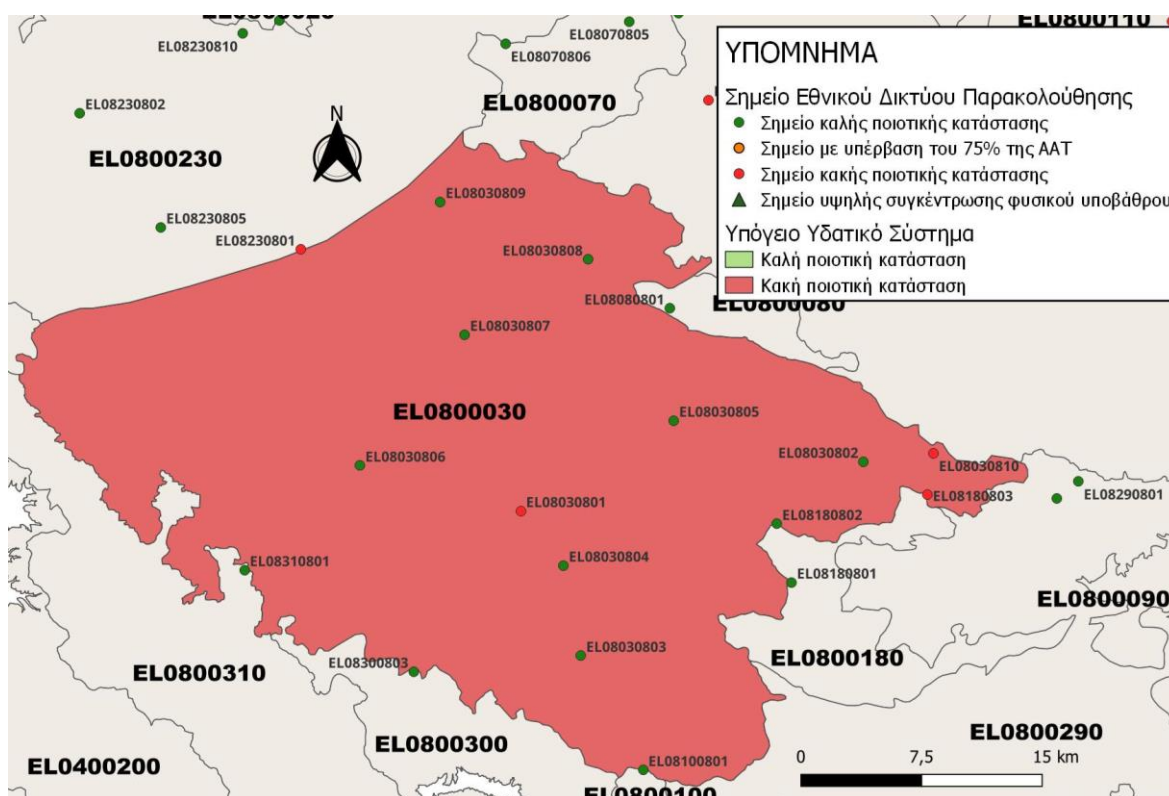 EL08230810
EL08070805
EL0800110
EL08070806
ΥΠΟΜΝΗΜΑ
Σημείο Εθνικού Δικτύου Παρακολούθησης
Σημείο καλής ποιοτικής κατάστασης
Σημείο με υπέρβαση του 75% της ΑΑΤ
Σημείο κακής ποιοτικής κατάστασης
Σημείο υψηλής συγκέντρωσης φυσικού υποβάθρου
Υπόγειο Υδατικό Σύστημα
Καλή ποιοτική κατάσταση
Κακή ποιοτική κατάσταση
EL08230802
EL0800070
N
EL0800230
EL08030809
EL08230805
EL08230801
EL08030808
EL08080801
EL0800080
EL08030807
EL0800030
EL08030805
EL08030806
EL08030802
EL08030810
EL08180803
EL08290801
EL08030801
EL08180802
EL08310801
EL08030804
EL08180801
EL0800090
EL0800310
EL08300803
EL08030803
EL0800180
EL0800300
EL0800290
EL0400200
EL08100801
EL0800100
0
7,5
15 km